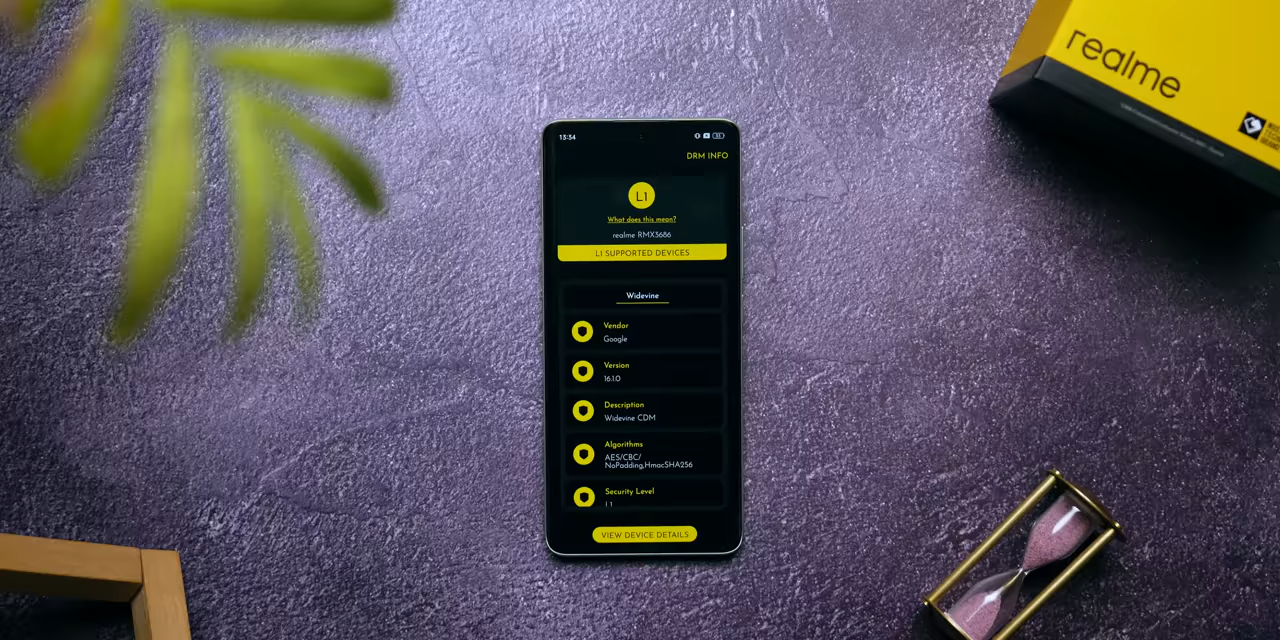 13:34
33
DRM INFO
L1
What does this mean?
realme RMX3686
L1 SUPPORTED DEVICES
Widevine
Vendor
Google
Version
16.1.0
Description
Widevine CDM
Algorithms
AES/CBC/
NoPadding,HmacSHA256
Security Level
L1
VIEW DEVICE DETAILS
realme